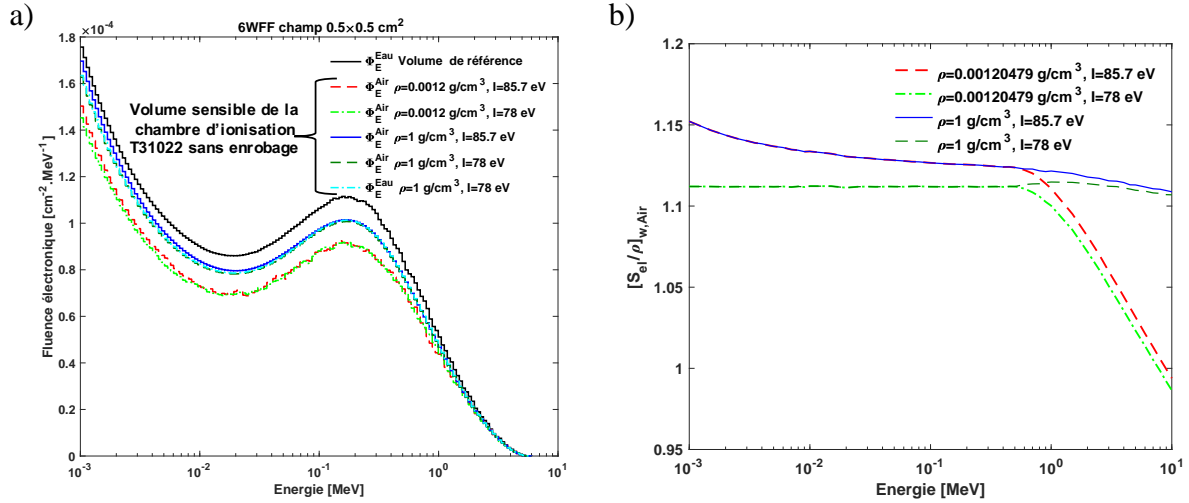 a)
6WFF champ 0.5×0.5 cm²
×10⁻⁴
Fluence électronique [cm⁻².MeV⁻¹]
1.8
1.6
1.4
1.2
1
0.8
0.6
0.4
0.2
0
Φ_E^Eau Volume de référence
Φ_E^Air ρ=0.0012 g/cm³, I=85.7 eV
Φ_E^Air ρ=0.0012 g/cm³, I=78 eV
Φ_E^Air ρ=1 g/cm³, I=85.7 eV
Φ_E^Air ρ=1 g/cm³, I=78 eV
Φ_E^Eau ρ=1 g/cm³, I=78 eV
Volume sensible de la
chambre d'ionisation
T31022 sans enrobage
10⁻³ 10⁻² 10⁻¹ 10⁰ 10¹
Energie [MeV]
b)
[S_el/ρ]_w,Air
1.2
1.15
1.1
1.05
1
0.95
ρ=0.00120479 g/cm³, I=85.7 eV
ρ=0.00120479 g/cm³, I=78 eV
ρ=1 g/cm³, I=85.7 eV
ρ=1 g/cm³, I=78 eV
10⁻³ 10⁻² 10⁻¹ 10⁰ 10¹
Energie [MeV]